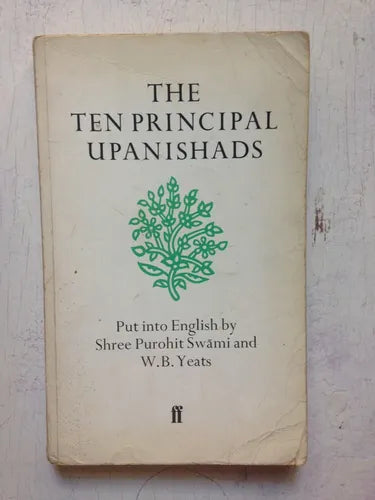 THE
TEN PRINCIPAL
UPANISHADS
Put into English by
Shree Purohit Swāmi and
W.B.Yeats
ff